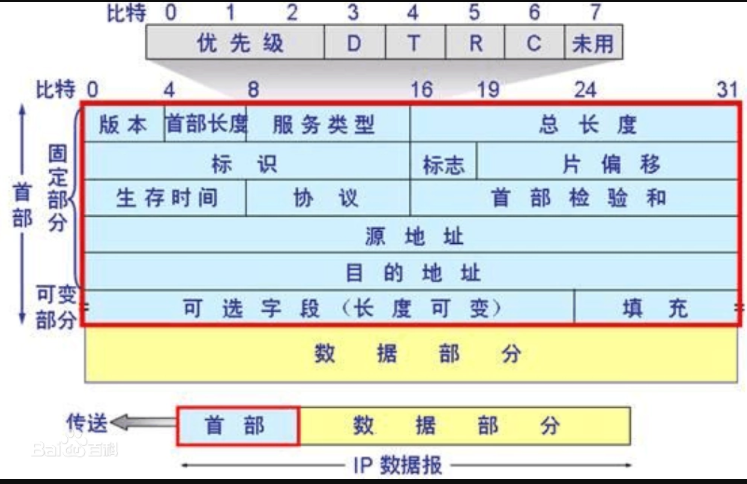 比特 0 1 2 3 4 5 6 7
优先级 D T R C 未用
比特 0 4 8 16 19 24 31
版本 首部长度 服务类型 总长度
标识 标志 片偏移
生存时间 协议 首部检验和
源地址
目的地址
可选字段(长度可变) 填充
数据部分
首部
固定部分
可变部分
传送 首部 数据部分
IP 数据报
Bai 百科